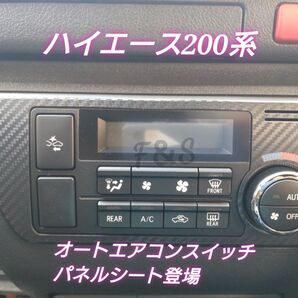 ハイエース200系
F&S
FRONT
AUTO
REAR A/C REAR
OFF
オートエアコンスイッチ
パネルシート登場